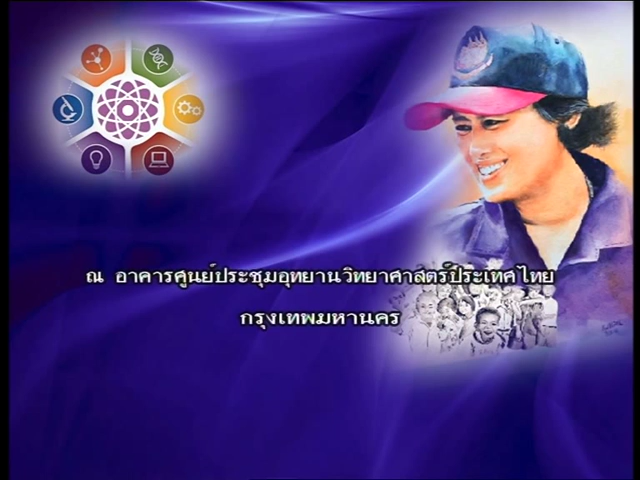 ณ อาคารศูนย์ประชุมอุทยานวิทยาศาสตร์ประเทศไทย
กรุงเทพมหานคร